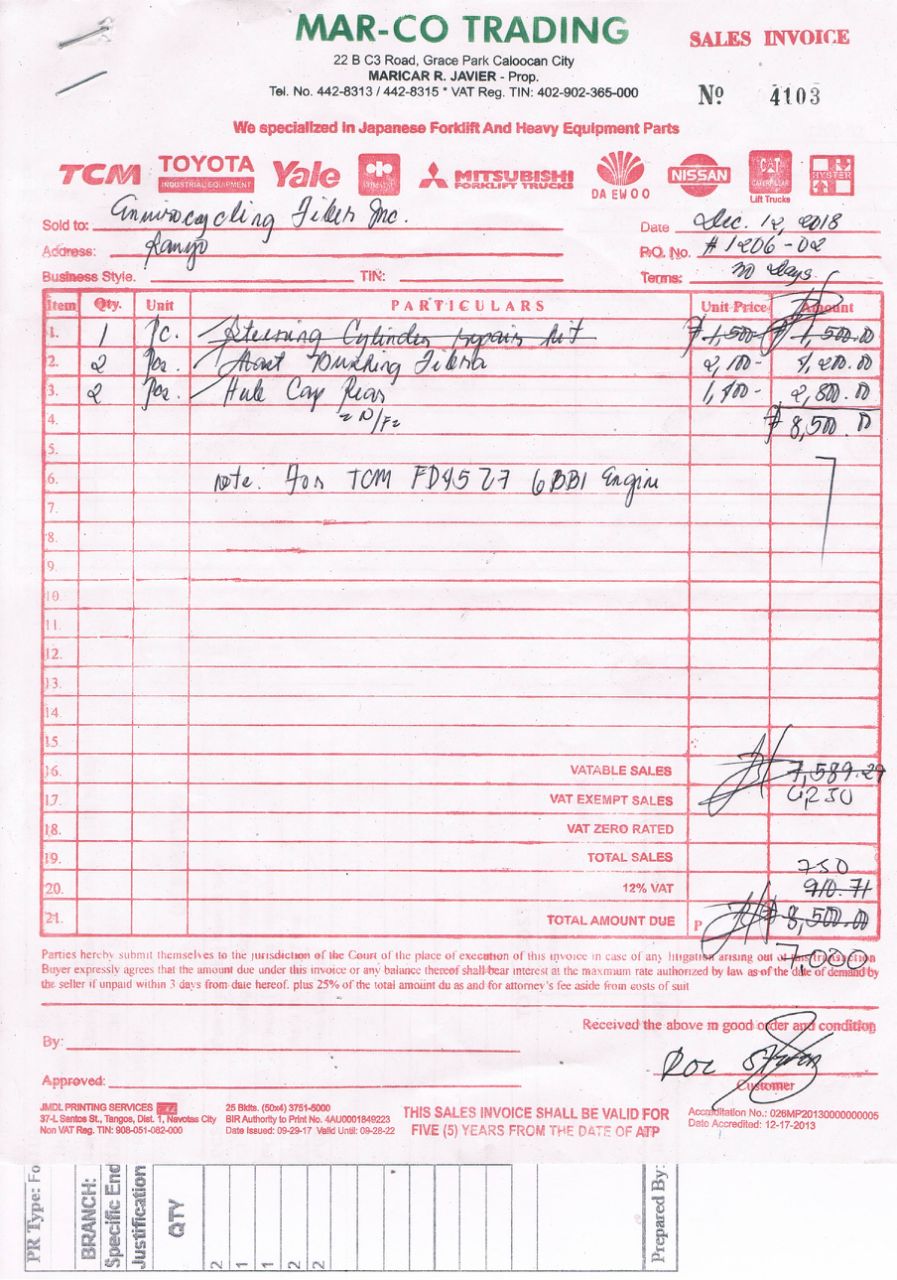 MAR-CO TRADING
SALES INVOICE
22 B C3 Road, Grace Park Caloocan City
MARICAR R. JAVIER - Prop.
Tel. No. 442-8313 / 442-8315 * VAT Reg. TIN: 402-902-365-000
Nº 4103
We specialized In Japanese Forklift And Heavy Equipment Parts
TCM TOYOTA INDUSTRIAL EQUIPMENT Yale MITSUBISHI FORKLIFT TRUCKS DAEWOO NISSAN CAT CATERPILLAR Lift Trucks HYSTER
Sold to: Fiber Inc. Date Dec. 12, 2018
Address: P.O. No. #1206-02
Business Style. TIN: Terms: Days
Item Qty. Unit PARTICULARS Unit Price Amount
1. 1 Pc. Steering Cylinder repair kit 1,500- 1,500.00
2. 2 Pcs. 2,100- 4,200.00
3. 2 Pcs. Hub Cap Rear 1,400- 2,800.00
4. 8,500.00
5.
6. note: For TCM FD45Z7 6BB1 Engine
7.
8.
9.
10.
11.
12.
13.
14.
15.
16. VATABLE SALES 7,589.29
17. VAT EXEMPT SALES 6,250
18. VAT ZERO RATED
19. TOTAL SALES
750
20. 12% VAT 910.71
21. TOTAL AMOUNT DUE P 8,500.00
7,000
Parties hereby submit themselves to the jurisdiction of the Court of the place of execution of this invoice in case of any litigation arising out of this transaction
Buyer expressly agrees that the amount due under this invoice or any balance thereof shall bear interest at the maximum rate authorized by law as of the date of demand by
the seller if unpaid within 3 days from date hereof. plus 25% of the total amount du as and for attorney's fee aside from costs of suit
Received the above in good order and condition
By:
Customer
Approved:
JMDL PRINTING SERVICES
37-L Santos St., Tangos, Dist. 1, Navotas City
Non VAT Reg. TIN: 908-051-082-000
25 Bklts. (50x4) 3751-5000
BIR Authority to Print No. 4AU0001849223
Date Issued: 09-29-17 Valid Until: 09-28-22
THIS SALES INVOICE SHALL BE VALID FOR
FIVE (5) YEARS FROM THE DATE OF ATP
Accreditation No.: 026MP20130000000005
Date Accredited: 12-17-2013
PR Type: Fo
BRANCH:
Specific End
Justification
QTY
2
1
1
2
2
Prepared By: